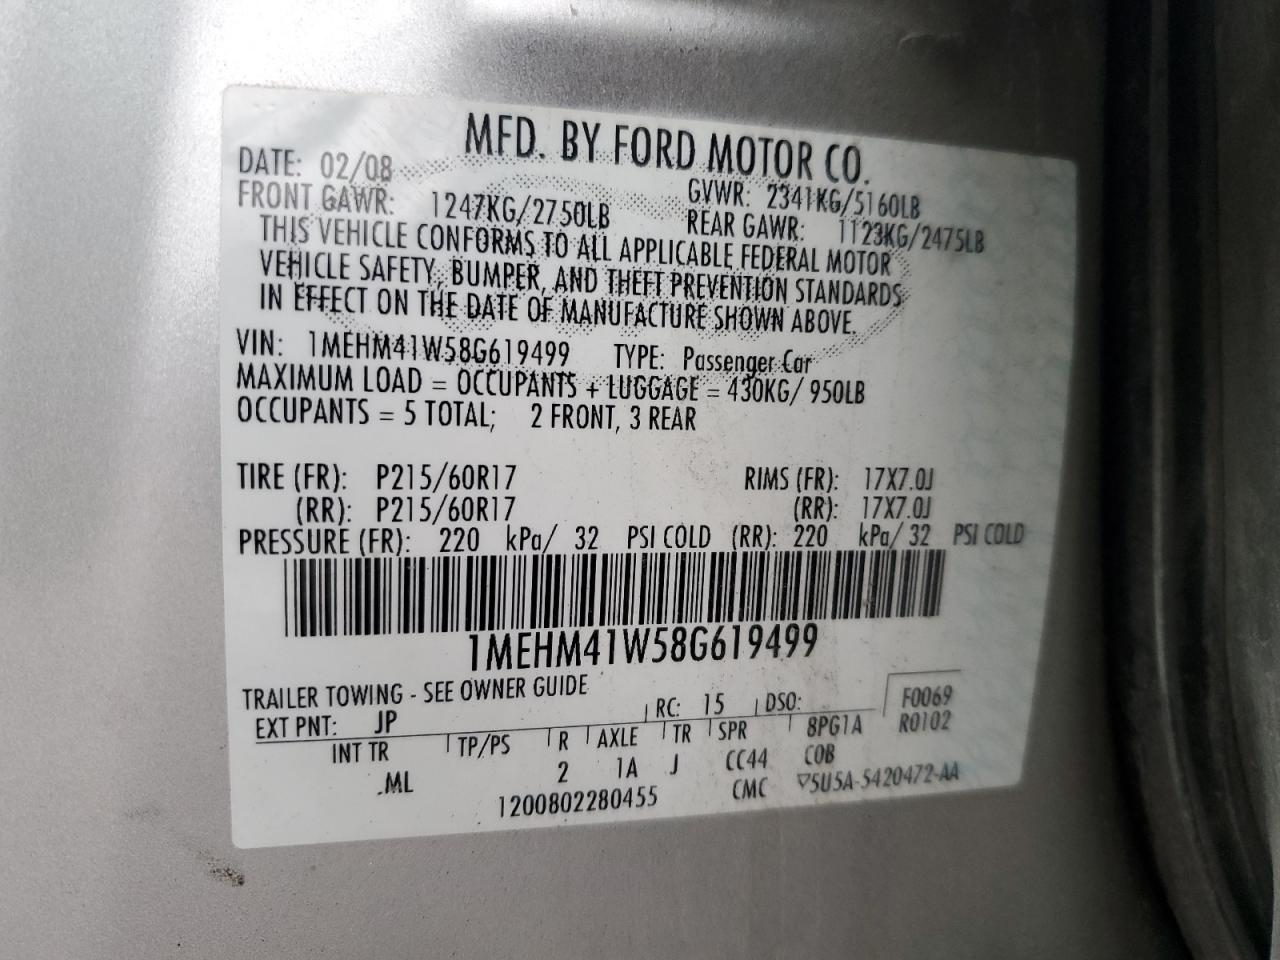 MFD. BY FORD MOTOR CO.
DATE: 02/08 GVWR: 2341KG/5160LB
FRONT GAWR: 1247KG/2750LB REAR GAWR: 1123KG/2475LB
THIS VEHICLE CONFORMS TO ALL APPLICABLE FEDERAL MOTOR
VEHICLE SAFETY, BUMPER, AND THEFT PREVENTION STANDARDS
IN EFFECT ON THE DATE OF MANUFACTURE SHOWN ABOVE.
VIN: 1MEHM41W58G619499 TYPE: Passenger Car
MAXIMUM LOAD = OCCUPANTS + LUGGAGE = 430KG/ 950LB
OCCUPANTS = 5 TOTAL; 2 FRONT, 3 REAR
TIRE (FR): P215/60R17 RIMS (FR): 17X7.0J
(RR): P215/60R17 (RR): 17X7.0J
PRESSURE (FR): 220 kPa/ 32 PSI COLD (RR): 220 kPa/ 32 PSI COLD
1MEHM41W58G619499
TRAILER TOWING - SEE OWNER GUIDE
EXT PNT: JP RC: 15 DSO: F0069
INT TR TP/PS R AXLE TR SPR 8PG1A R0102
.ML 2 1A J CC44 COB
1200802280455 CMC ▽5U5A-5420472-AA